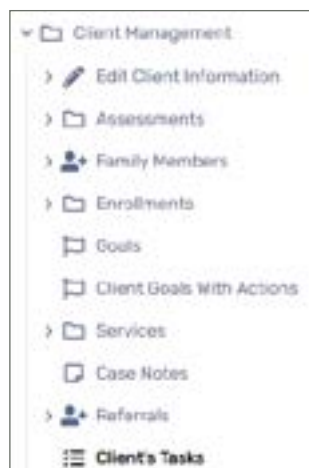 Client Management
Edit Client Information
Assessments
Family Members
Enrollments
Goals
Client Goals With Actions
Services
Case Notes
Referrals
Client's Tasks